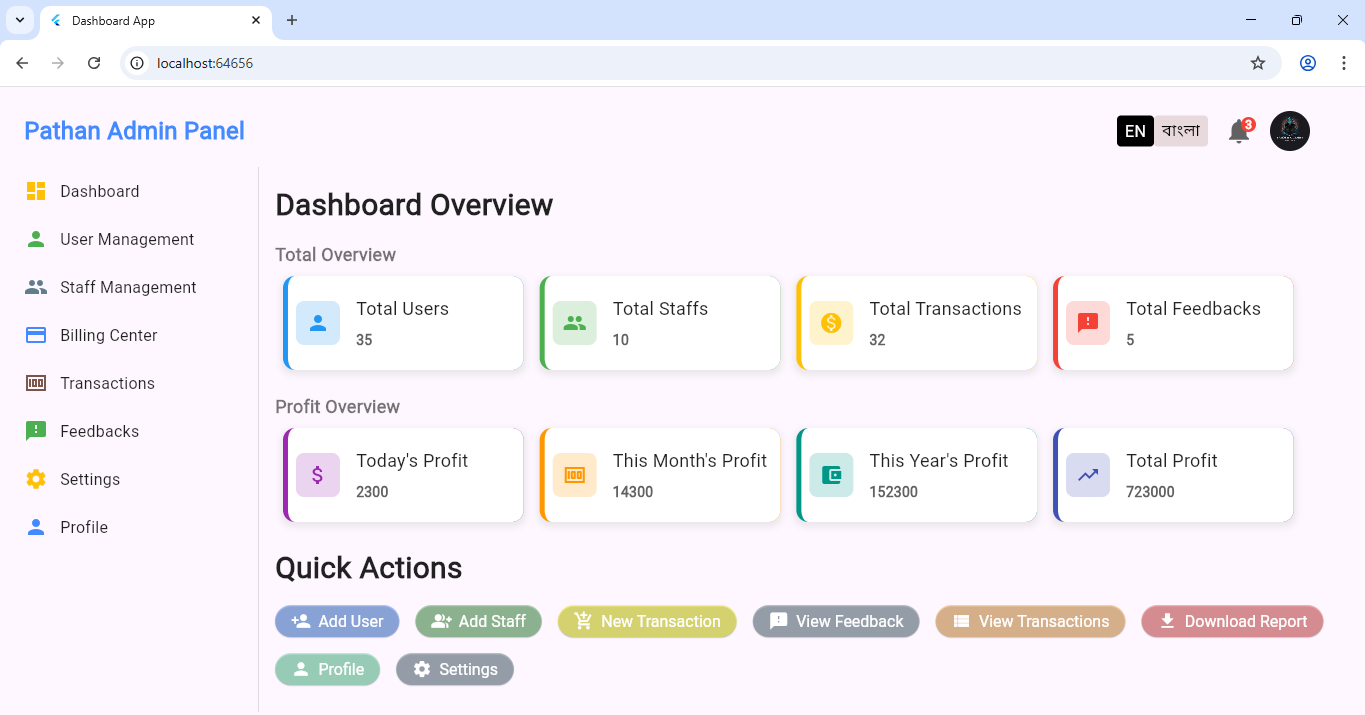 Dashboard App
localhost:64656
Pathan Admin Panel
EN বাংলা 3
Dashboard
User Management
Staff Management
Billing Center
Transactions
Feedbacks
Settings
Profile
Dashboard Overview
Total Overview
Total Users
35
Total Staffs
10
Total Transactions
32
Total Feedbacks
5
Profit Overview
Today's Profit
2300
This Month's Profit
14300
This Year's Profit
152300
Total Profit
723000
Quick Actions
Add User Add Staff New Transaction View Feedback View Transactions Download Report
Profile Settings